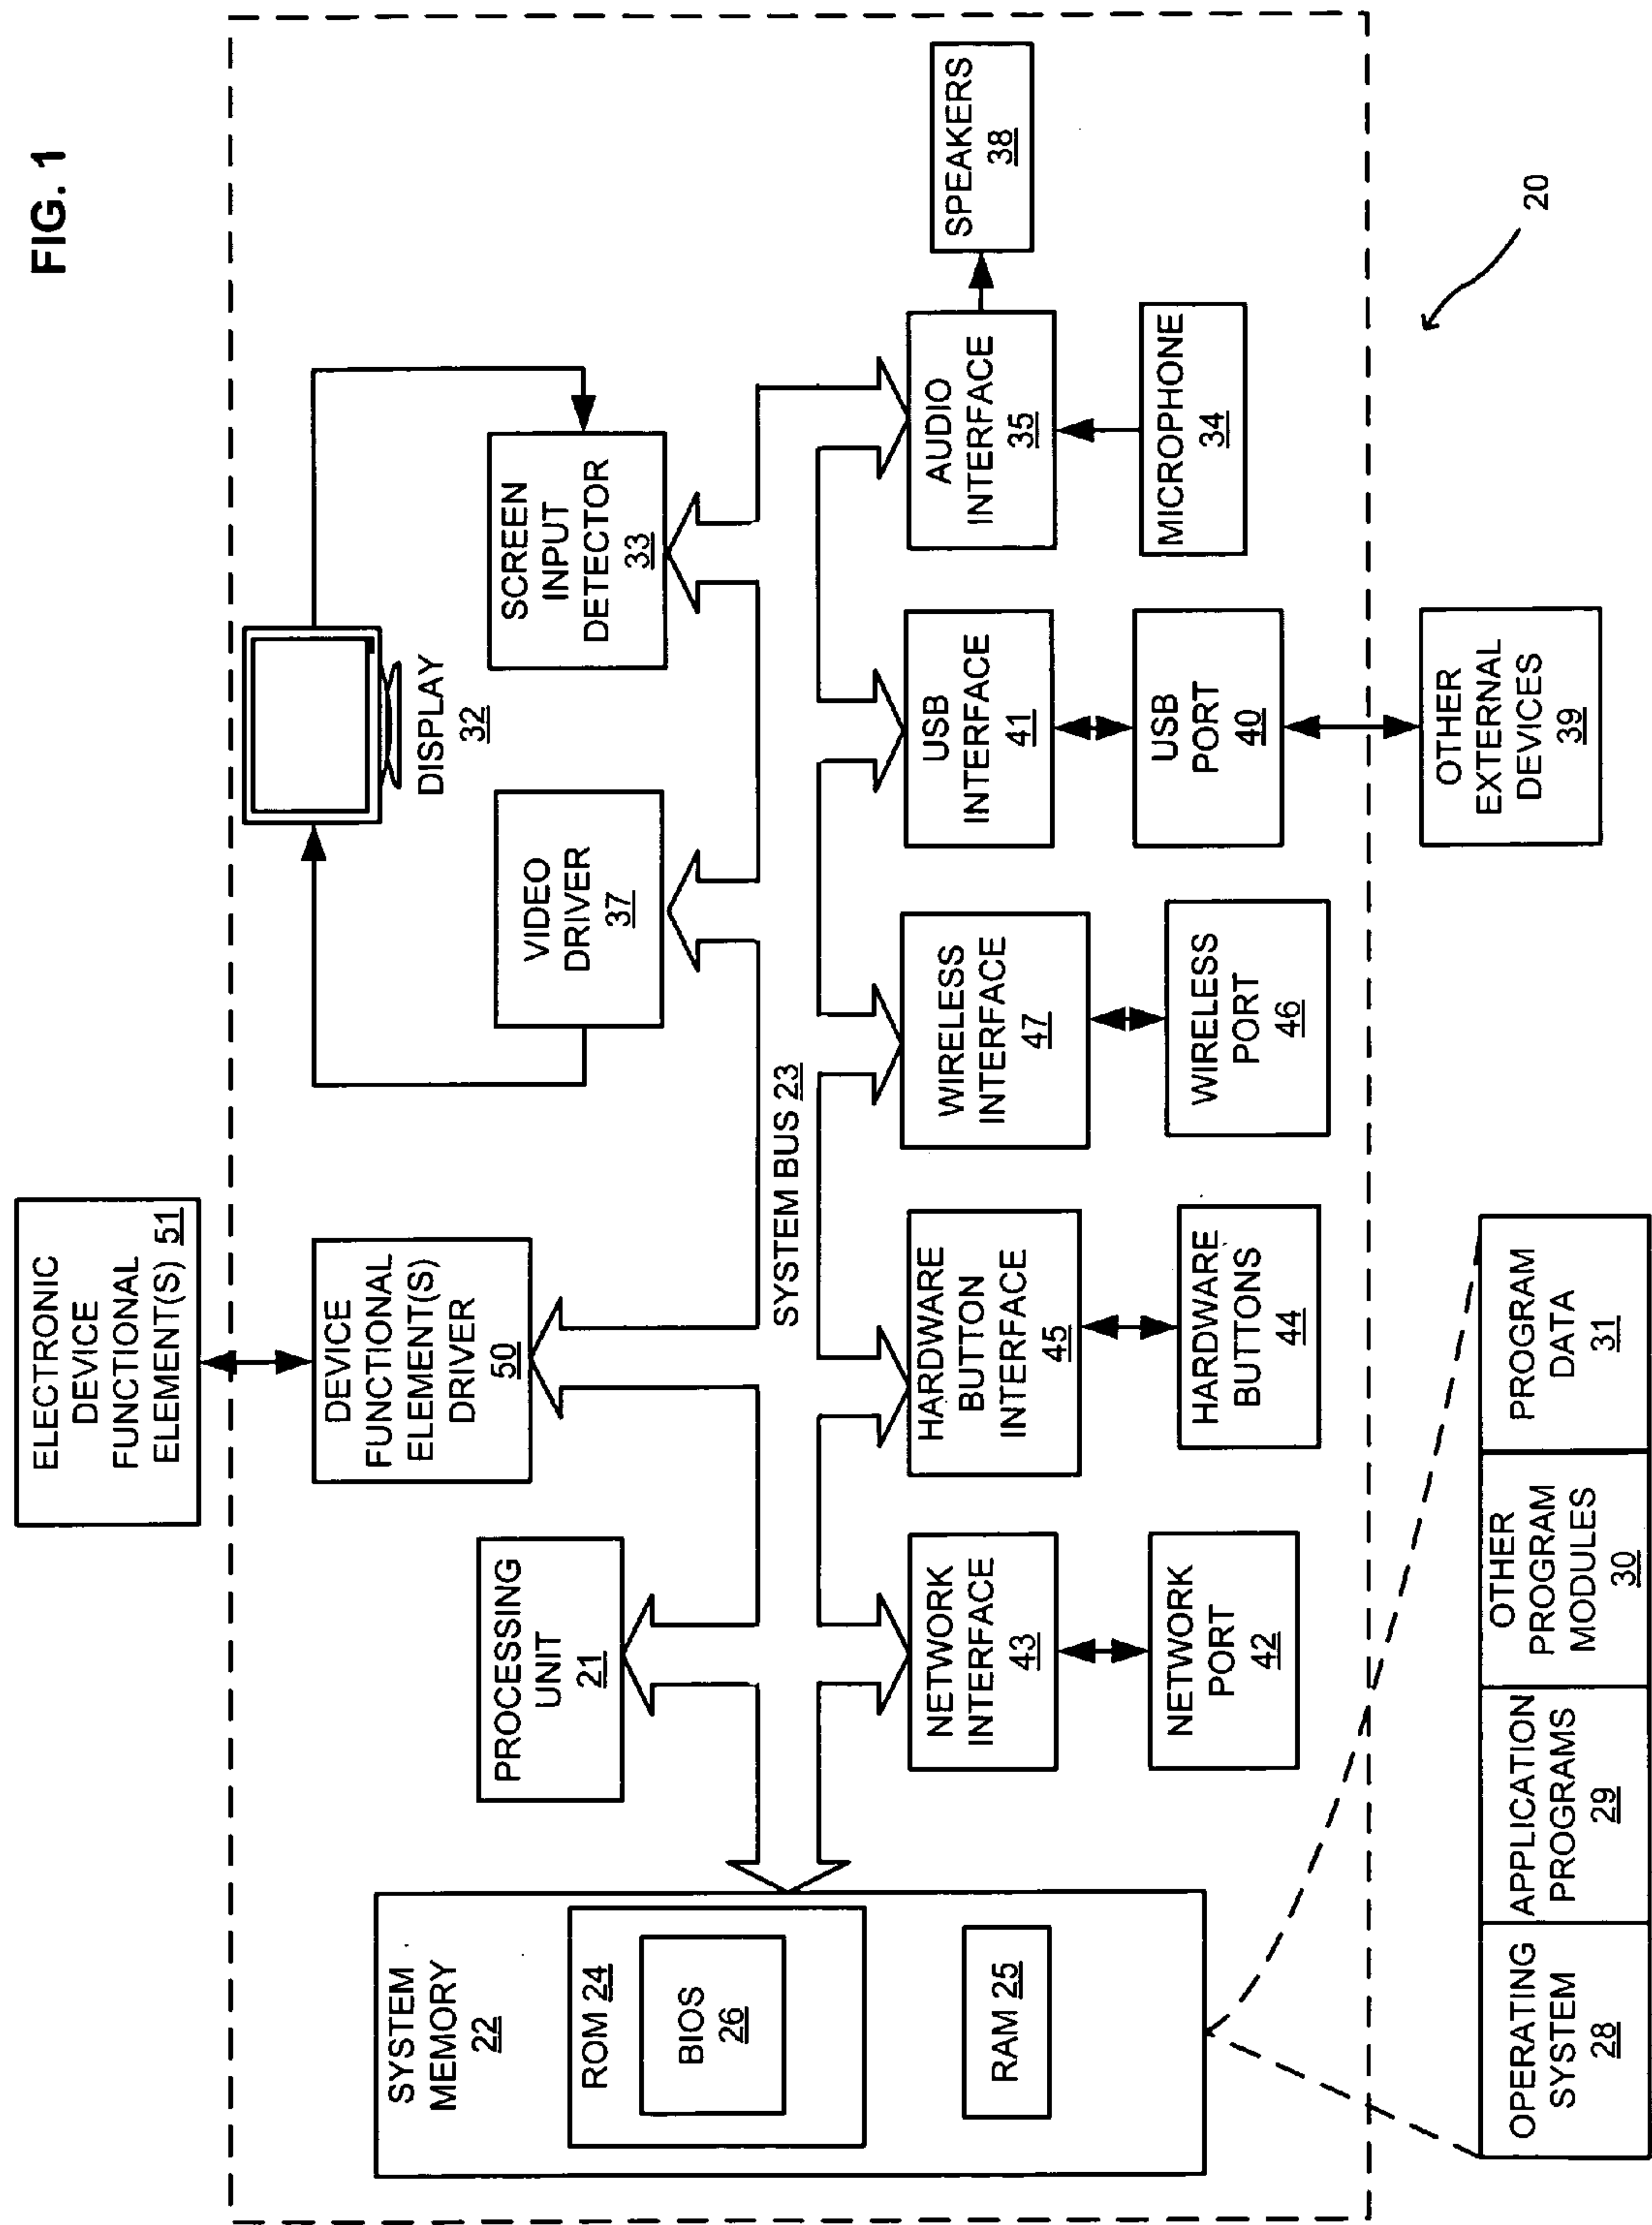 FIG. 1
ELECTRONIC
DEVICE
FUNCTIONAL
ELEMENT(S) 51
DISPLAY
32
DEVICE
FUNCTIONAL
ELEMENT(S)
DRIVER
50
PROCESSING
UNIT
21
VIDEO
DRIVER
37
SCREEN
INPUT
DETECTOR
33
SYSTEM
MEMORY
22
ROM 24
BIOS
26
RAM 25
SYSTEM BUS 23
NETWORK
INTERFACE
43
HARDWARE
BUTTON
INTERFACE
45
WIRELESS
INTERFACE
47
USB
INTERFACE
41
AUDIO
INTERFACE
35
SPEAKERS
38
NETWORK
PORT
42
HARDWARE
BUTTONS
44
WIRELESS
PORT
46
USB
PORT
40
MICROPHONE
34
OTHER
EXTERNAL
DEVICES
39
20
OPERATING
SYSTEM
28
APPLICATION
PROGRAMS
29
OTHER
PROGRAM
MODULES
30
PROGRAM
DATA
31